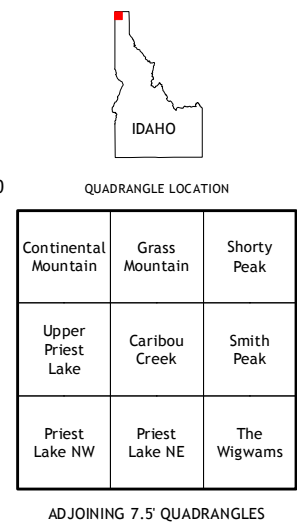 IDAHO
0
QUADRANGLE LOCATION
Continental
Mountain
Grass
Mountain
Shorty
Peak
Upper
Priest
Lake
Caribou
Creek
Smith
Peak
Priest
Lake NW
Priest
Lake NE
The
Wigwams
ADJOINING 7.5' QUADRANGLES